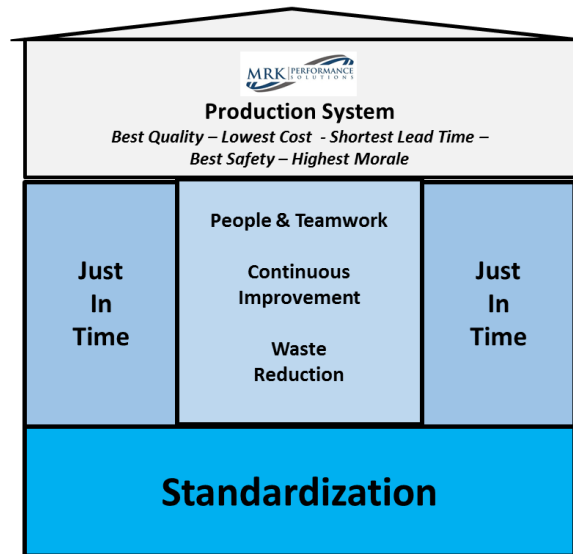 MRK PERFORMANCE
SOLUTIONS
Production System
Best Quality – Lowest Cost - Shortest Lead Time –
Best Safety – Highest Morale
Just
In
Time
People & Teamwork
Continuous
Improvement
Waste
Reduction
Just
In
Time
Standardization